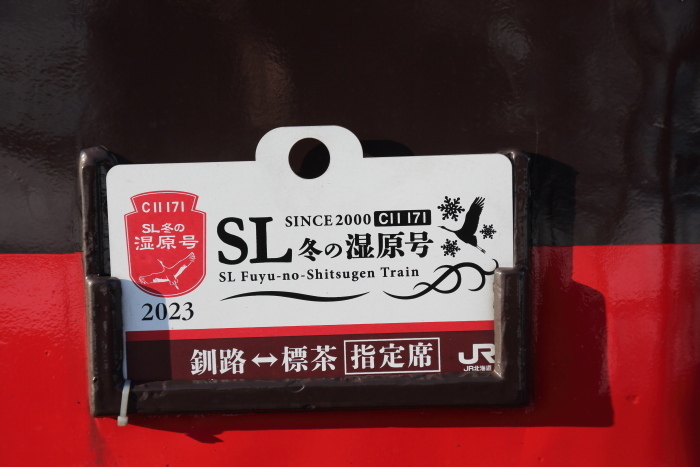 C11 171
SL冬の
湿原号
2023
SINCE 2000 C11 171
SL 冬の湿原号
SL Fuyu-no-Shitsugen Train
釧路↔標茶 指定席
JR
JR北海道